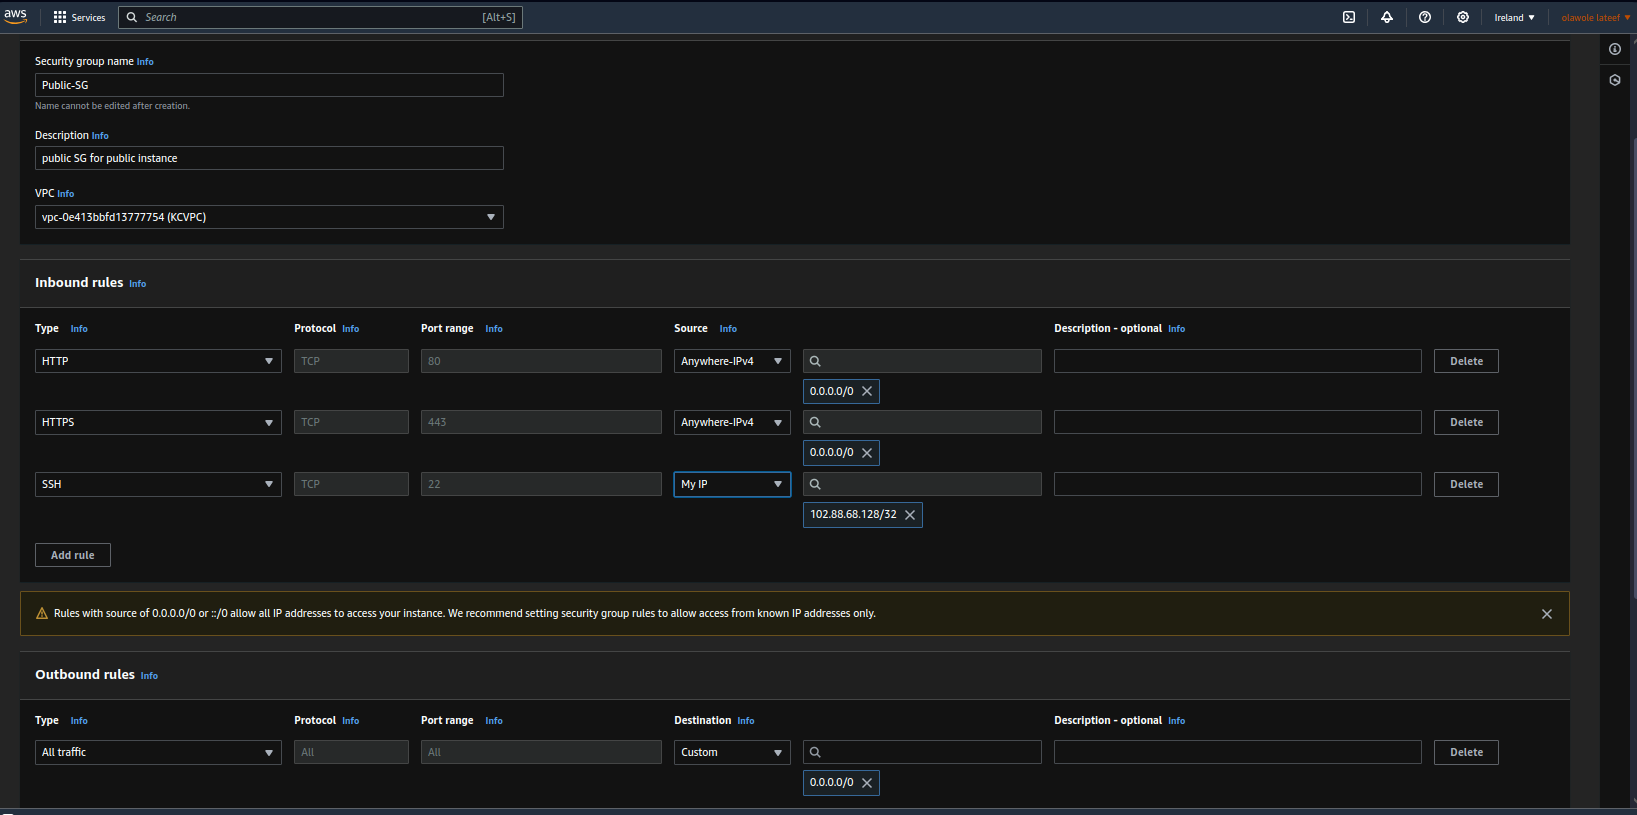 aws Services Search [Alt+S] Ireland olawole lateef
Security group name Info
Public-SG
Name cannot be edited after creation.
Description Info
public SG for public instance
VPC Info
vpc-0e413bbfd13777754 (KCVPC)
Inbound rules Info
Type Info Protocol Info Port range Info Source Info Description - optional Info
HTTP TCP 80 Anywhere-IPv4 Delete
0.0.0.0/0
HTTPS TCP 443 Anywhere-IPv4 Delete
0.0.0.0/0
SSH TCP 22 My IP Delete
102.88.68.128/32
Add rule
Rules with source of 0.0.0.0/0 or ::/0 allow all IP addresses to access your instance. We recommend setting security group rules to allow access from known IP addresses only.
Outbound rules Info
Type Info Protocol Info Port range Info Destination Info Description - optional Info
All traffic All All Custom Delete
0.0.0.0/0